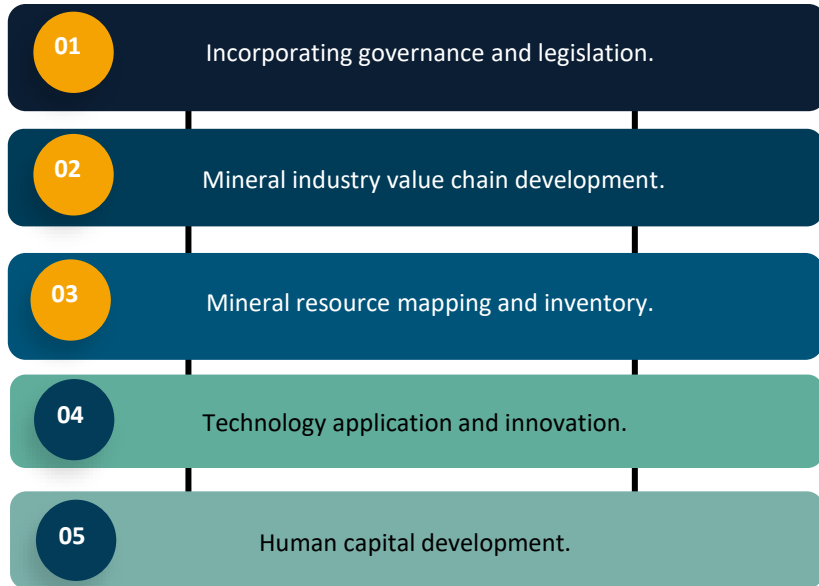 01
Incorporating governance and legislation.
02
Mineral industry value chain development.
03
Mineral resource mapping and inventory.
04
Technology application and innovation.
05
Human capital development.